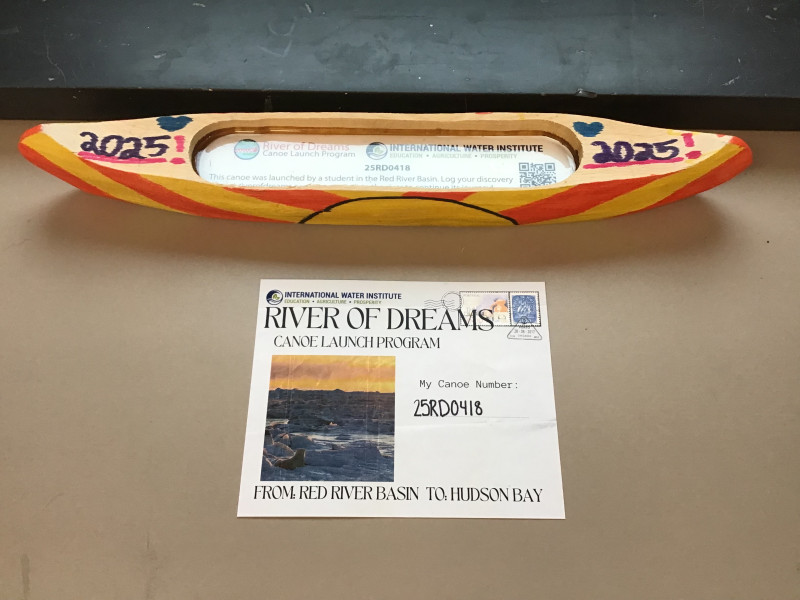 2025!
River of Dreams
Canoe Launch Program
INTERNATIONAL WATER INSTITUTE
EDUCATION • AGRICULTURE • PROSPERITY
2025!
25RD0418
This canoe was launched by a student in the Red River Basin. Log your discovery
INTERNATIONAL WATER INSTITUTE
EDUCATION • AGRICULTURE • PROSPERITY
RIVER OF DREAMS
CANOE LAUNCH PROGRAM
My Canoe Number:
25RD0418
FROM: RED RIVER BASIN TO: HUDSON BAY